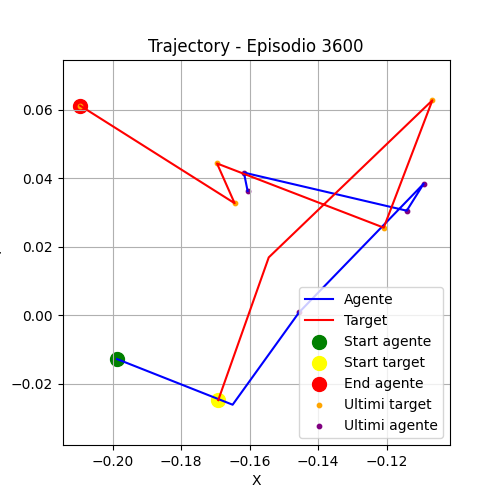 Trajectory - Episodio 3600
0.06
0.04
0.02
0.00
−0.02
−0.20
−0.18
−0.16
−0.14
−0.12
X
Agente
Target
Start agente
Start target
End agente
Ultimi target
Ultimi agente